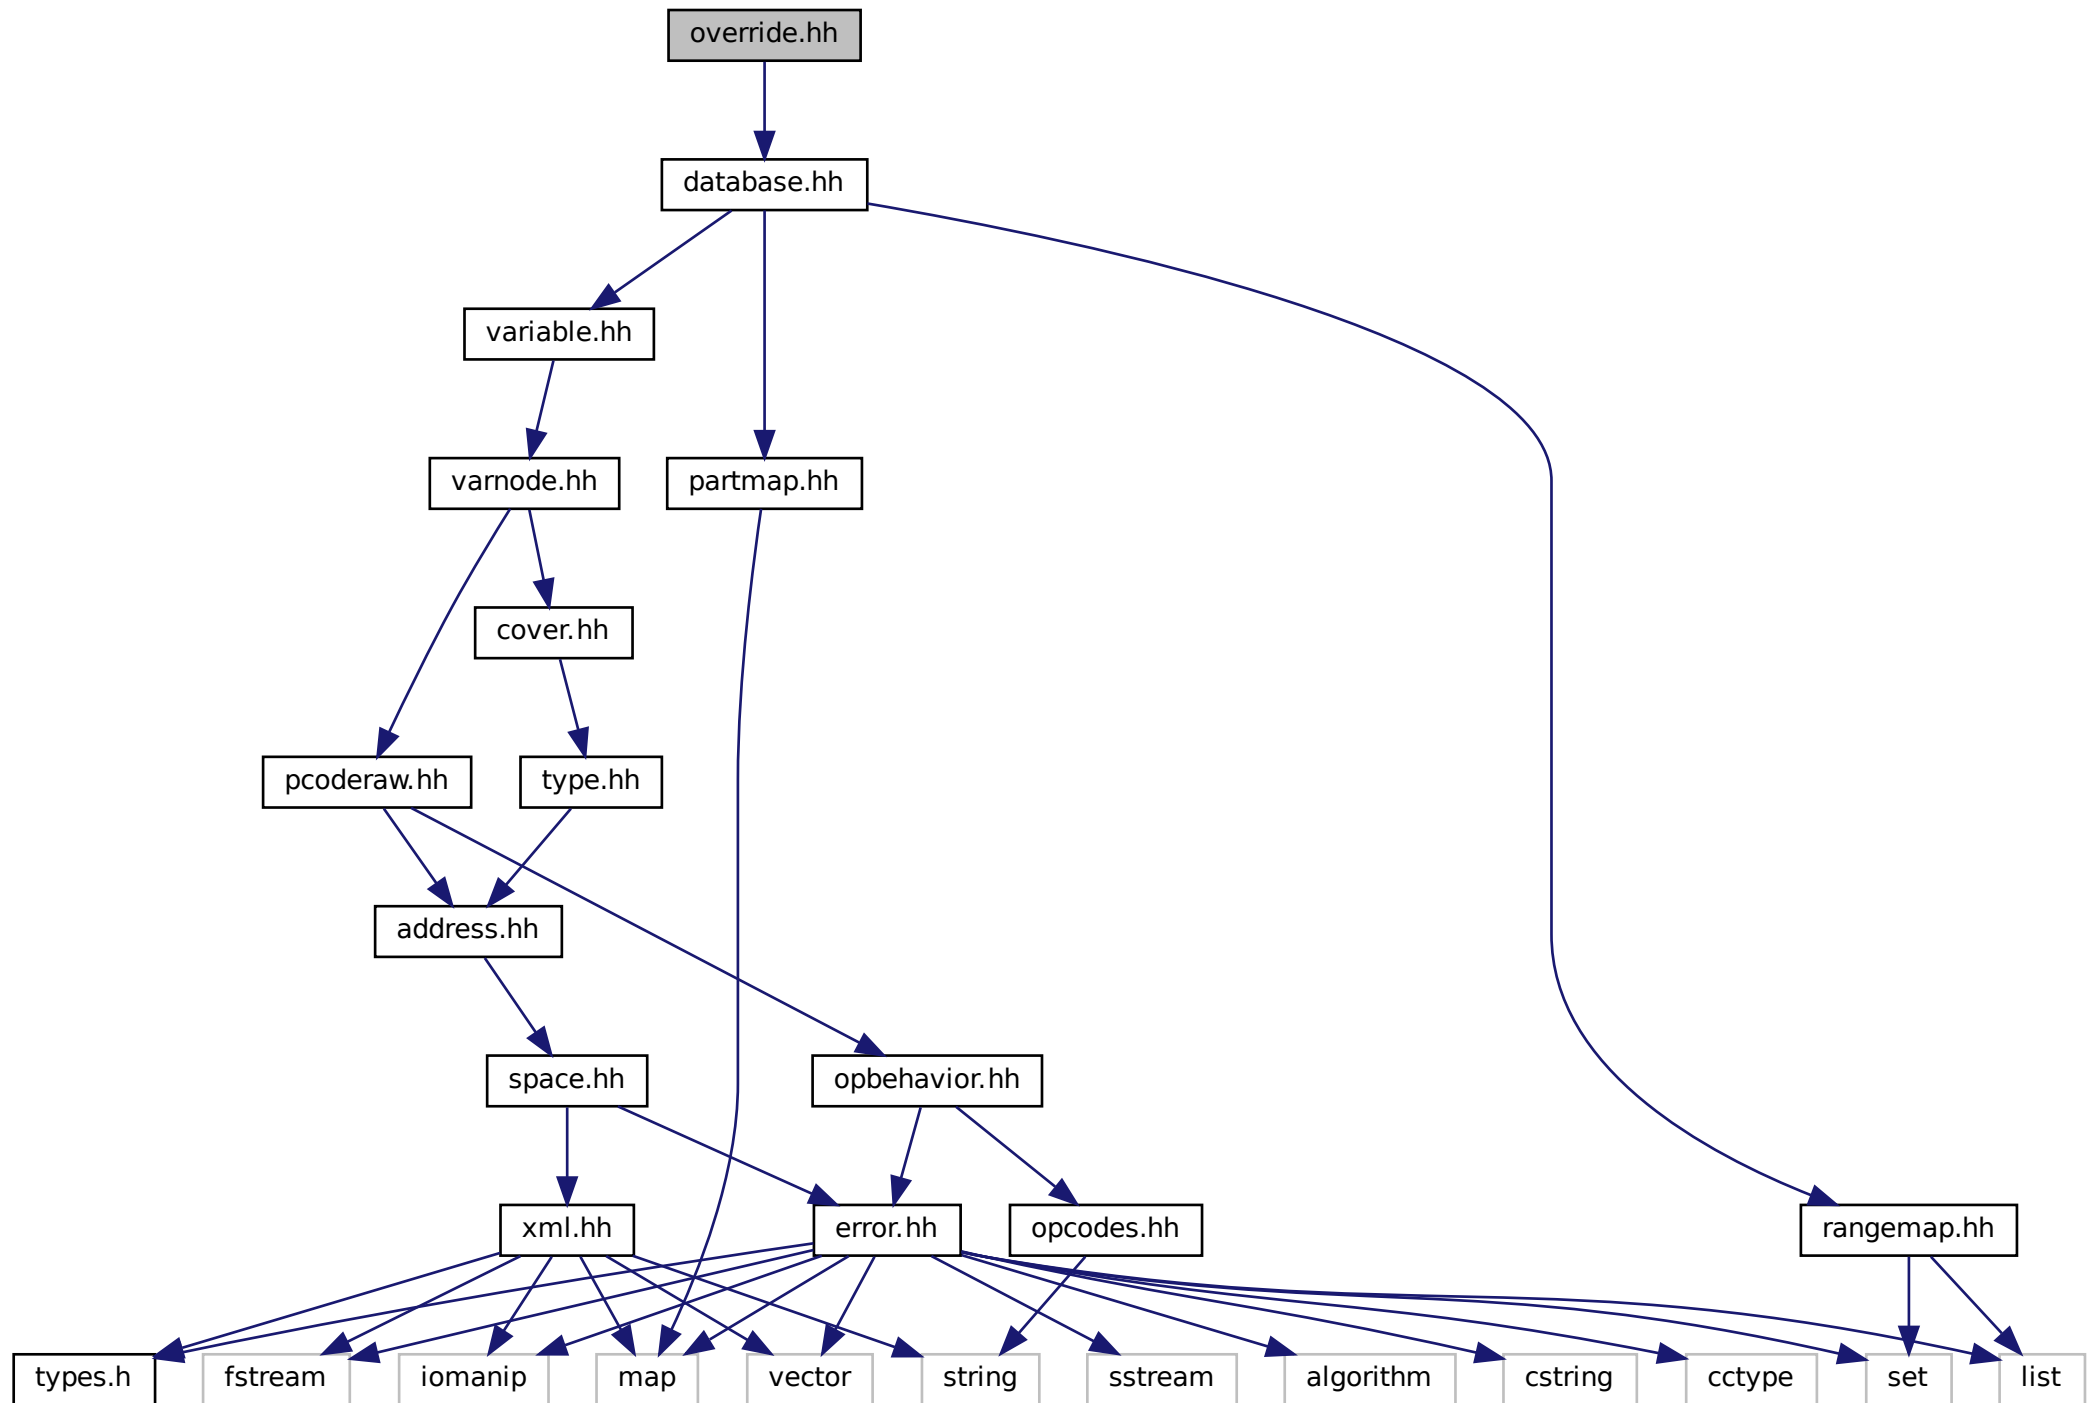 override.hh
database.hh
variable.hh
varnode.hh
partmap.hh
cover.hh
pcoderaw.hh
type.hh
address.hh
space.hh
opbehavior.hh
xml.hh
error.hh
opcodes.hh
rangemap.hh
types.h
fstream
iomanip
map
vector
string
sstream
algorithm
cstring
cctype
set
list